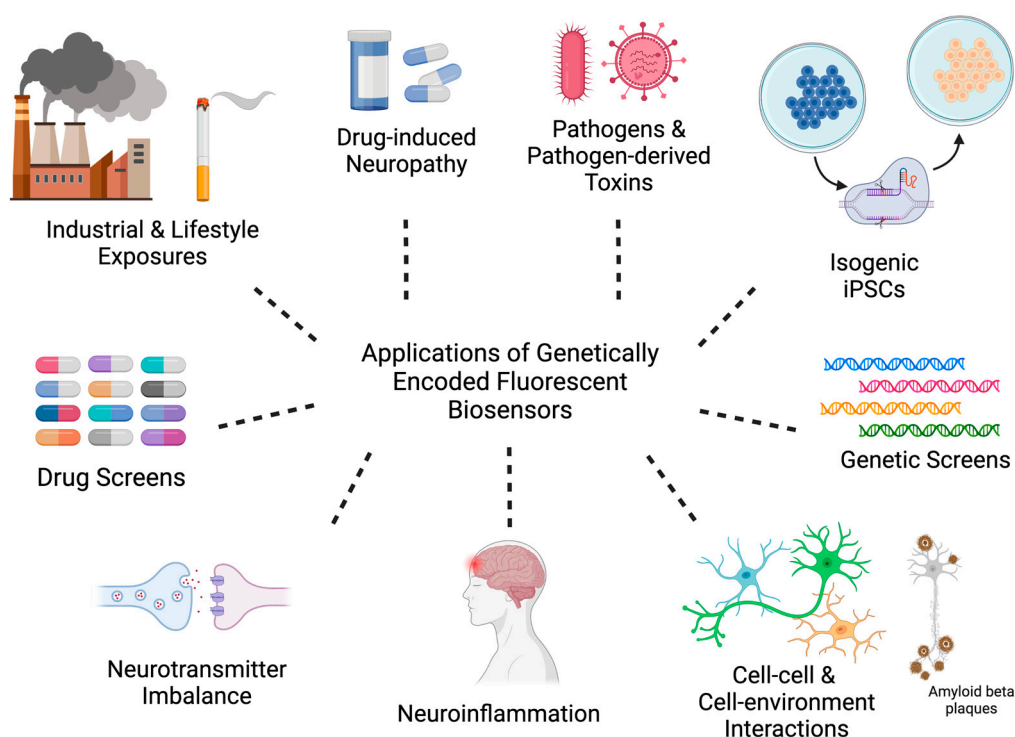 Drug-induced
Neuropathy
Pathogens &
Pathogen-derived
Toxins
Industrial & Lifestyle
Exposures
Isogenic
iPSCs
Applications of Genetically
Encoded Fluorescent
Biosensors
Drug Screens
Genetic Screens
Neurotransmitter
Imbalance
Neuroinflammation
Cell-cell &
Cell-environment
Interactions
Amyloid beta
plaques